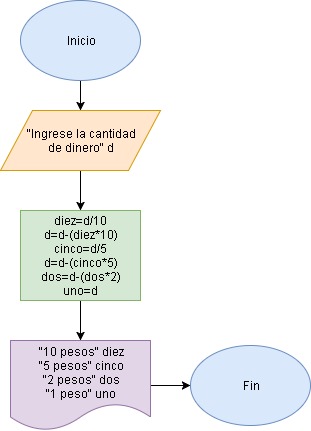 Inicio
"Ingrese la cantidad
de dinero" d
diez=d/10
d=d-(diez*10)
cinco=d/5
d=d-(cinco*5)
dos=d-(dos*2)
uno=d
"10 pesos" diez
"5 pesos" cinco
"2 pesos" dos
"1 peso" uno
Fin